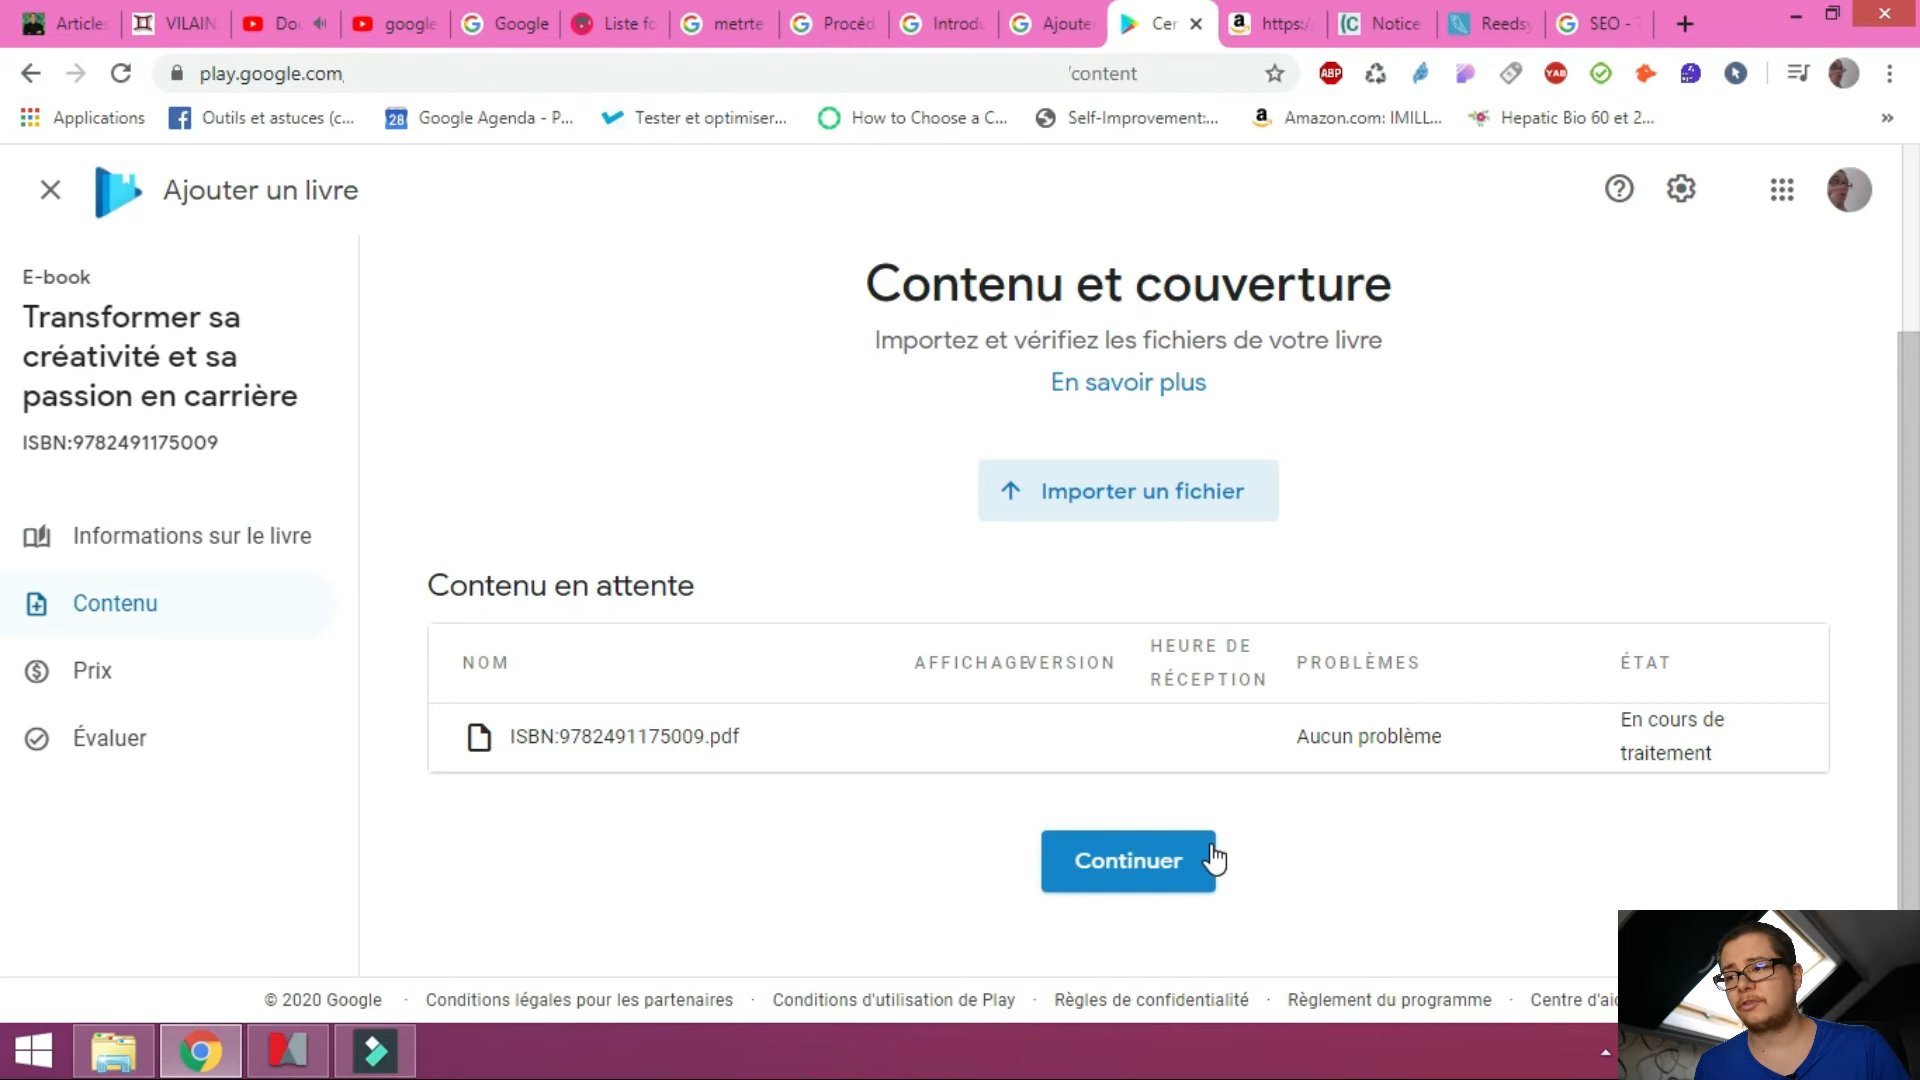 Article
VILAIN
Do
google
Google
Liste fo
metrte
Procéd
Introdu
Ajoute
Cer
https:/
Notice
Reedsy
SEO -
play.google.com
/content
ABP
YAB
Applications
Outils et astuces (c...
28
Google Agenda - P...
Tester et optimiser...
How to Choose a C...
Self-Improvement:...
Amazon.com: IMILL...
Hepatic Bio 60 et 2...
Ajouter un livre
E-book
Transformer sa
créativité et sa
passion en carrière
ISBN:9782491175009
Informations sur le livre
Contenu
Prix
Évaluer
Contenu et couverture
Importez et vérifiez les fichiers de votre livre
En savoir plus
Importer un fichier
Contenu en attente
NOM
AFFICHAGE
VERSION
HEURE DE
RÉCEPTION
PROBLÈMES
ÉTAT
ISBN:9782491175009.pdf
Aucun problème
En cours de
traitement
Continuer
© 2020 Google · Conditions légales pour les partenaires · Conditions d'utilisation de Play · Règles de confidentialité · Règlement du programme · Centre d'aid